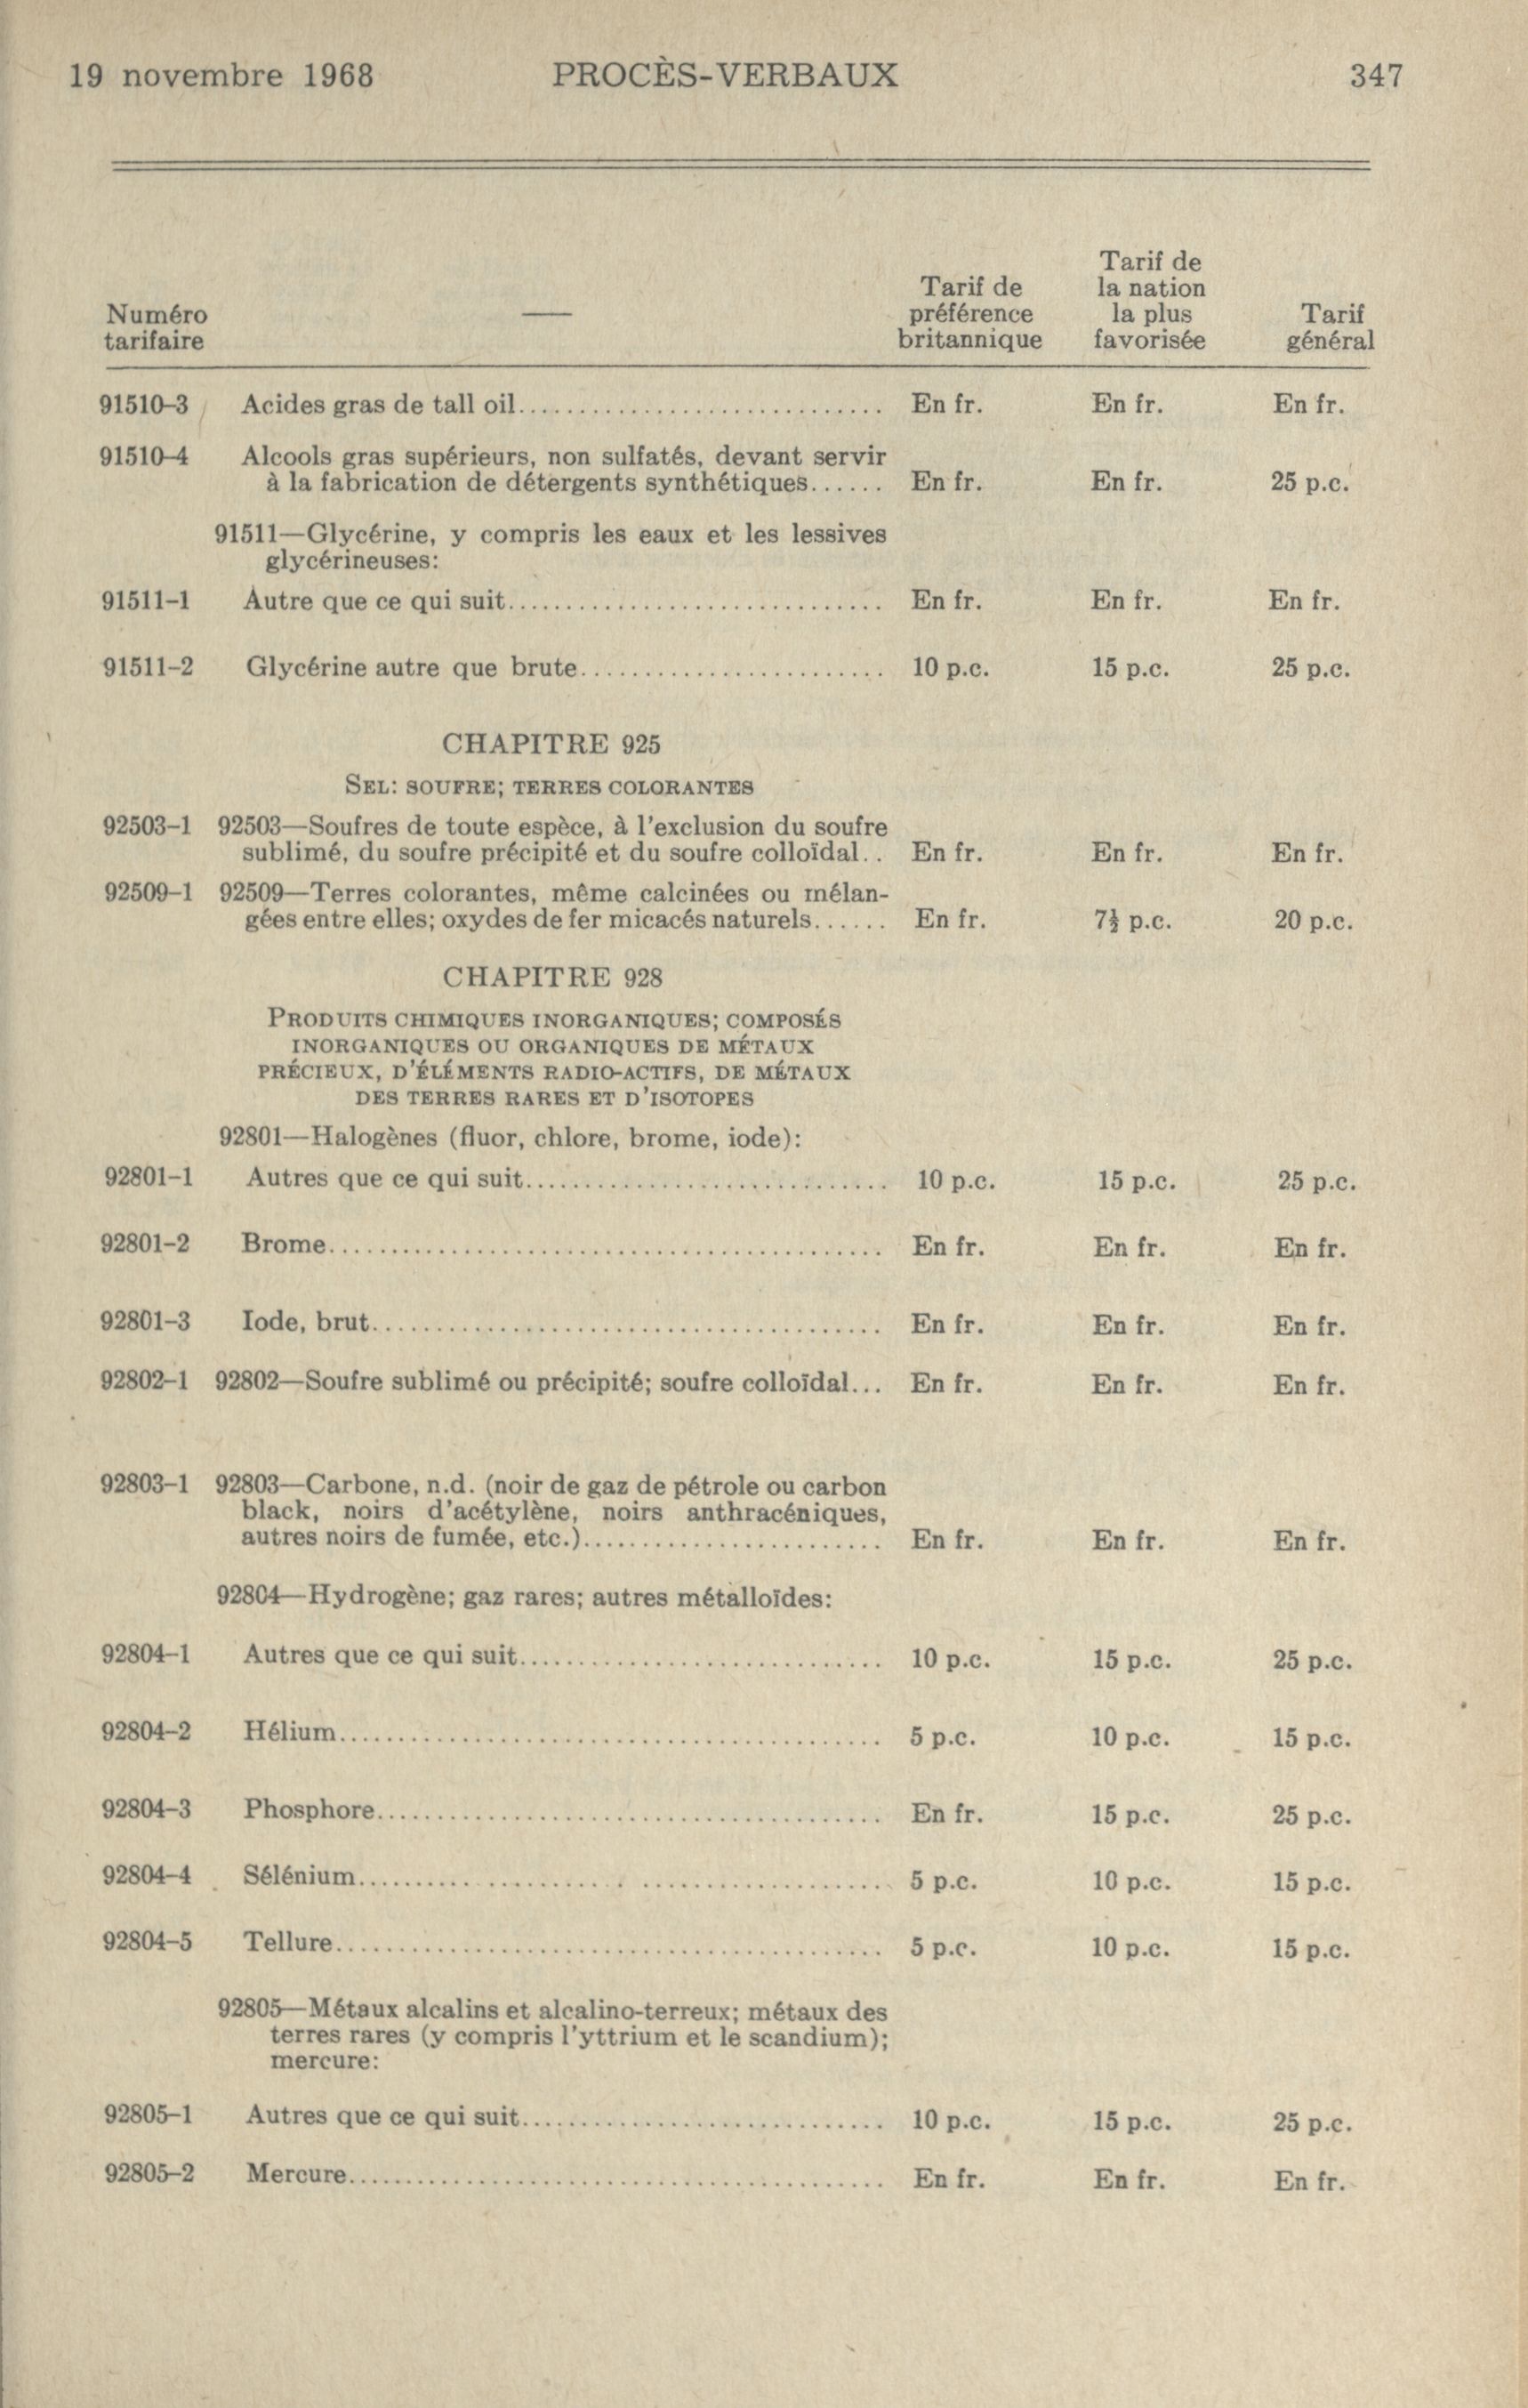 19 novembre 1968 PROCÈS-VERBAUX 347
Tarif de
Tarif de la nation
Numéro — préférence la plus Tarif
tarifaire britannique favorisée général
91510-3 Acides gras de tall oil. En fr. En fr. En fr.
91510-4 Alcools gras supérieurs, non sulfatés, devant servir
à la fabrication de détergents synthétiques. En fr. En fr. 25 p.c.
91511—Glycérine, y compris les eaux et les lessives
glycérineuses:
91511-1 Autre que ce qui suit. En fr. En fr. En fr.
91511-2 Glycérine autre que brute. 10 p.c. 15 p.c. 25 p.c.
CHAPITRE 925
SEL: SOUFRE; TERRES COLORANTES
92503-1 92503—Soufres de toute espèce, à l'exclusion du soufre
sublimé, du soufre précipité et du soufre colloïdal. En fr. En fr. En fr.
92509-1 92509—Terres colorantes, même calcinées ou mélan-
gées entre elles; oxydes de fer micacés naturels. En fr. 7½ p.c. 20 p.c.
CHAPITRE 928
PRODUITS CHIMIQUES INORGANIQUES; COMPOSÉS
INORGANIQUES OU ORGANIQUES DE MÉTAUX
PRÉCIEUX, D'ÉLÉMENTS RADIO-ACTIFS, DE MÉTAUX
DES TERRES RARES ET D'ISOTOPES
92801—Halogènes (fluor, chlore, brome, iode):
92801-1 Autres que ce qui suit. 10 p.c. 15 p.c. 25 p.c.
92801-2 Brome. En fr. En fr. En fr.
92801-3 Iode, brut. En fr. En fr. En fr.
92802-1 92802—Soufre sublimé ou précipité; soufre colloïdal. En fr. En fr. En fr.
92803-1 92803—Carbone, n.d. (noir de gaz de pétrole ou carbon
black, noirs d'acétylène, noirs anthracéniques,
autres noirs de fumée, etc.). En fr. En fr. En fr.
92804—Hydrogène; gaz rares; autres métalloïdes:
92804-1 Autres que ce qui suit. 10 p.c. 15 p.c. 25 p.c.
92804-2 Hélium. 5 p.c. 10 p.c. 15 p.c.
92804-3 Phosphore. En fr. 15 p.c. 25 p.c.
92804-4 Sélénium. 5 p.c. 10 p.c. 15 p.c.
92804-5 Tellure. 5 p.c. 10 p.c. 15 p.c.
92805—Métaux alcalins et alcalino-terreux; métaux des
terres rares (y compris l'yttrium et le scandium);
mercure:
92805-1 Autres que ce qui suit. 10 p.c. 15 p.c. 25 p.c.
92805-2 Mercure. En fr. En fr. En fr.